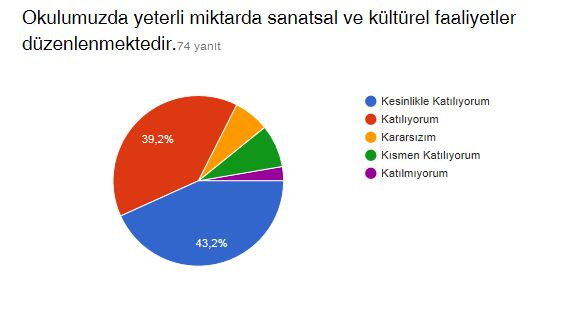 Okulumuzda yeterli miktarda sanatsal ve kültürel faaliyetler
düzenlenmektedir.74 yanıt
Kesinlikle Katılıyorum
Katılıyorum
Kararsızım
Kısmen Katılıyorum
Katılmıyorum
39,2%
43,2%